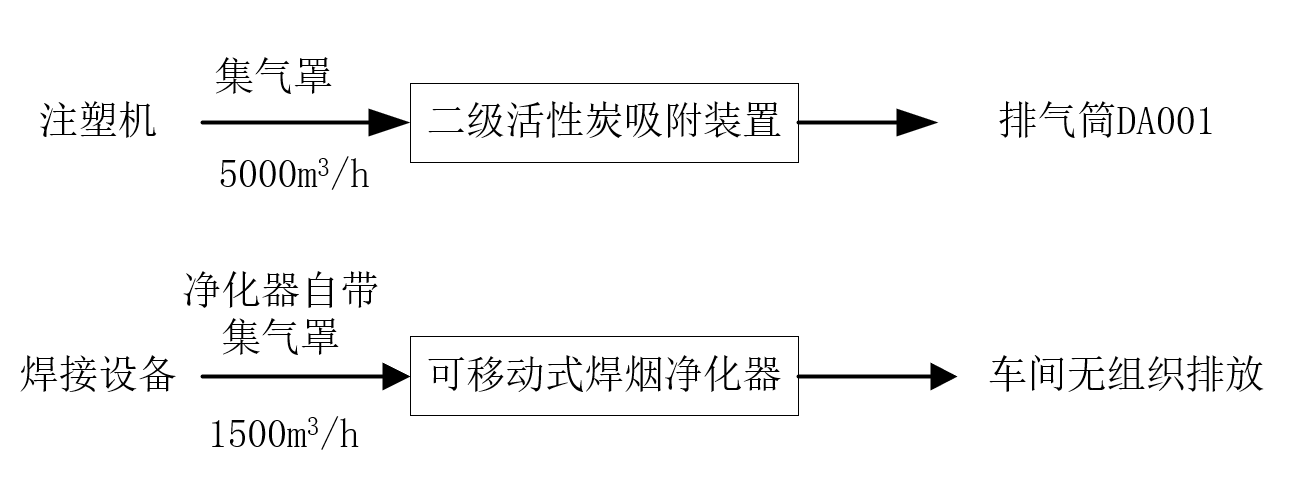 集气罩
注塑机
二级活性炭吸附装置
排气筒DA001
5000m³/h
净化器自带
集气罩
焊接设备
可移动式焊烟净化器
车间无组织排放
1500m³/h